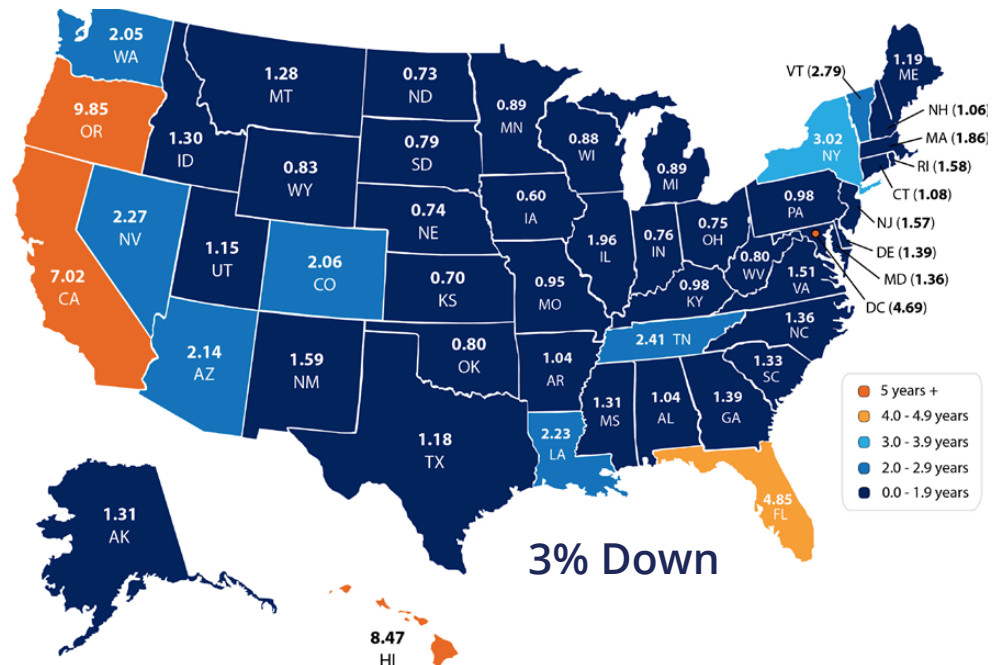 2.05
WA
9.85
OR
7.02
CA
2.27
NV
1.30
ID
1.28
MT
0.83
WY
1.15
UT
2.06
CO
2.14
AZ
1.59
NM
0.73
ND
0.79
SD
0.74
NE
0.70
KS
0.80
OK
1.18
TX
0.89
MN
0.60
IA
0.95
MO
1.04
AR
2.23
LA
0.88
WI
1.96
IL
0.89
MI
0.76
IN
0.75
OH
0.98
KY
2.41 TN
1.31
MS
1.04
AL
1.39
GA
4.85
FL
1.33
SC
1.36
NC
1.51
VA
0.80
WV
0.98
PA
3.02
NY
VT (2.79)
1.19
ME
NH (1.06)
MA (1.86)
RI (1.58)
CT (1.08)
NJ (1.57)
DE (1.39)
MD (1.36)
DC (4.69)
5 years +
4.0 - 4.9 years
3.0 - 3.9 years
2.0 - 2.9 years
0.0 - 1.9 years
1.31
AK
8.47
HI
3% Down